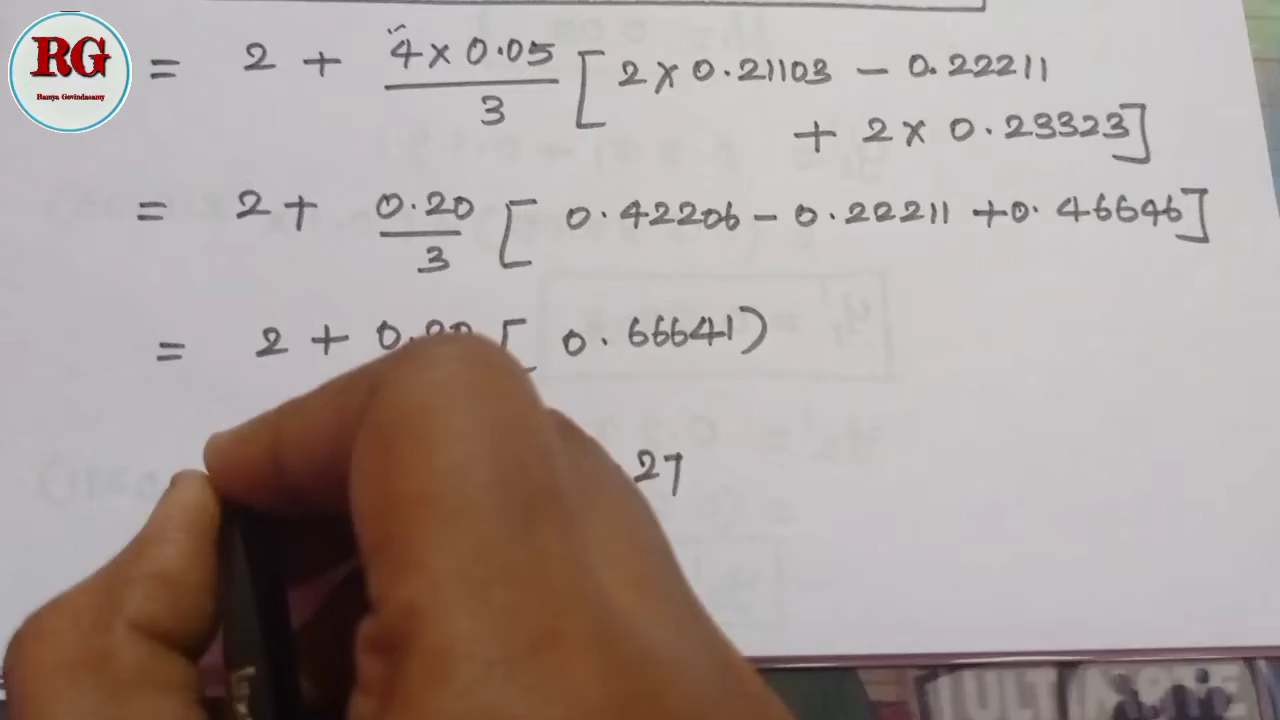 RG
Ramya Govindasamy
= 2 + 4 × 0.05 / 3 [ 2 × 0.21103 − 0.22211
+ 2 × 0.23323 ]
= 2 + 0.20 / 3 [ 0.42206 − 0.22211 + 0.46646 ]
= 2 + [ 0.66641 )
27